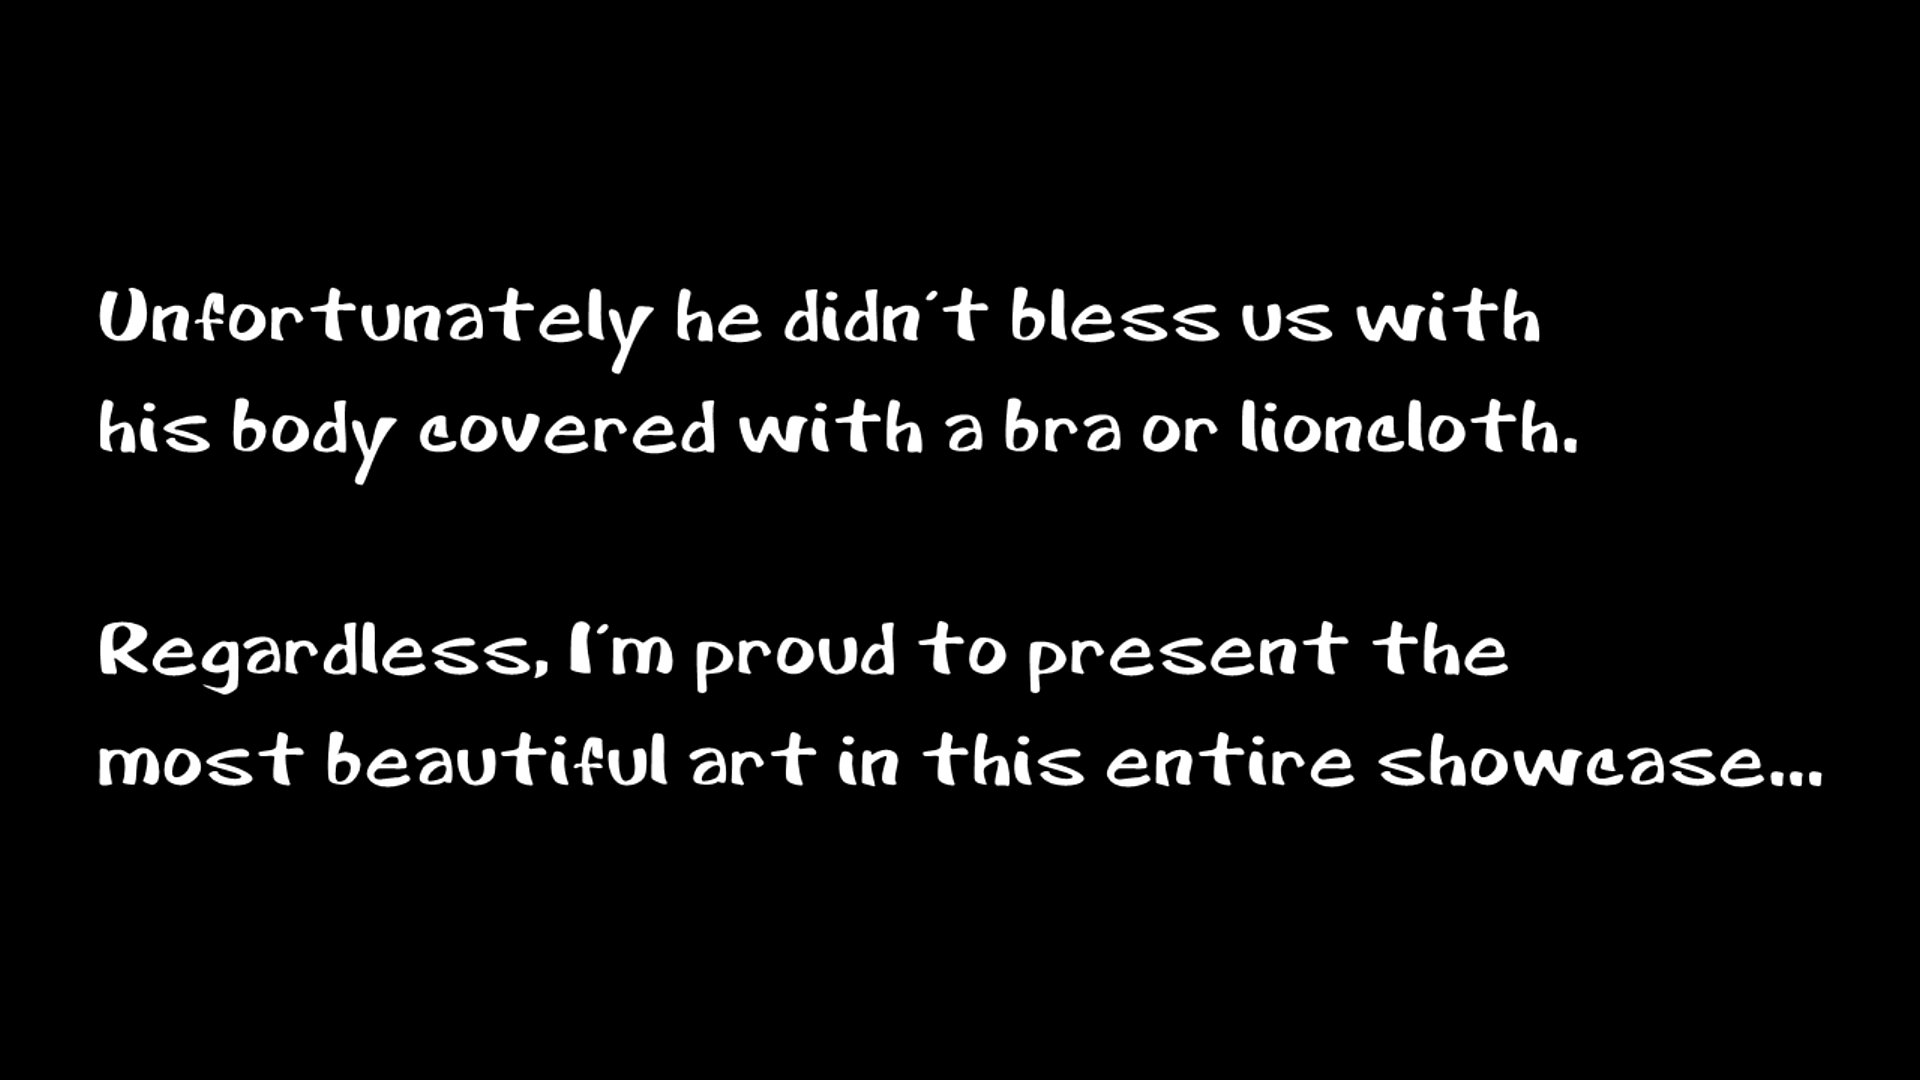 Unfortunately he didn't bless us with
his body covered with a bra or lioncloth.
Regardless, I'm proud to present the
most beautiful art in this entire showcase...